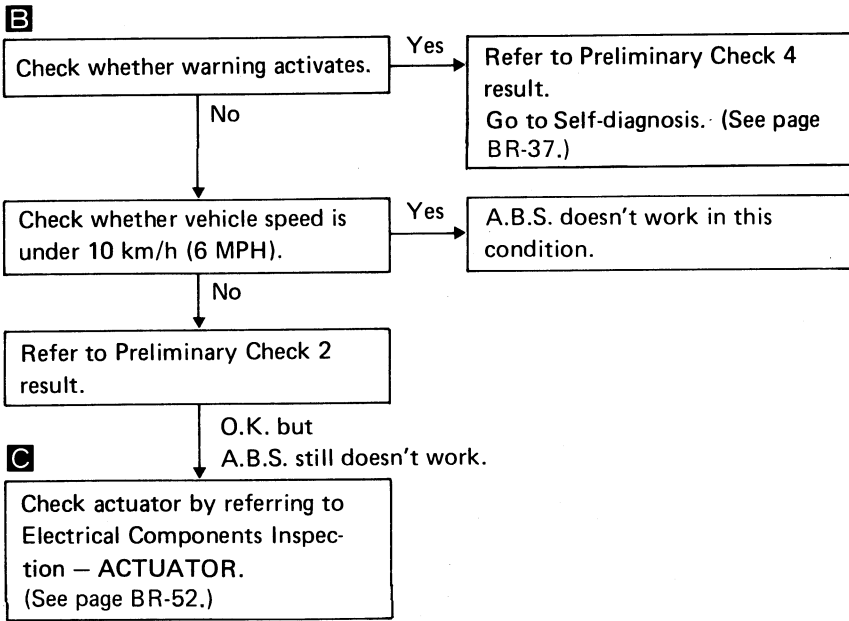 B
Check whether warning activates.
Yes
Refer to Preliminary Check 4
result.
Go to Self-diagnosis. (See page
BR-37.)
No
Check whether vehicle speed is
under 10 km/h (6 MPH).
Yes
A.B.S. doesn't work in this
condition.
No
Refer to Preliminary Check 2
result.
O.K. but
A.B.S. still doesn't work.
C
Check actuator by referring to
Electrical Components Inspec-
tion — ACTUATOR.
(See page BR-52.)